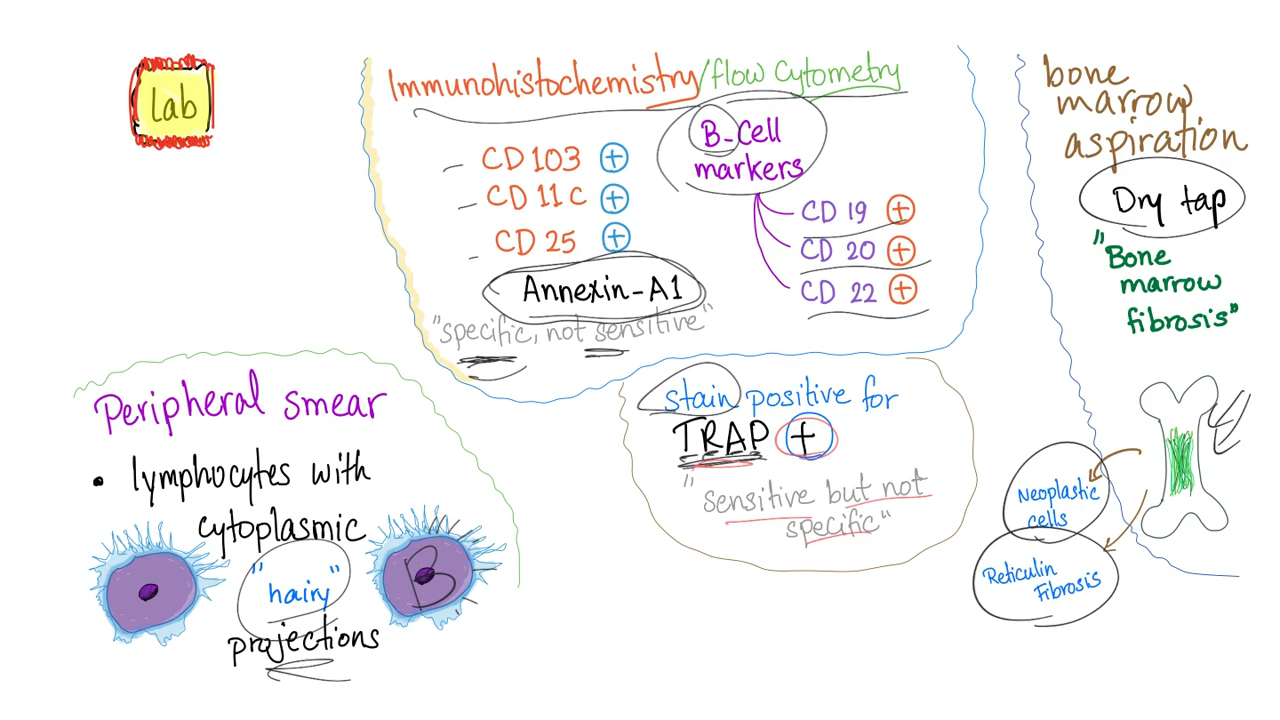 lab
Immunohistochemistry/flow Cytometry
CD 103 +
CD 11C +
CD 25 +
Annexin-A1
"specific, not sensitive"
B-Cell
markers
CD 19 +
CD 20 +
CD 22 +
bone
marrow
aspiration
Dry tap
"Bone
marrow
fibrosis"
Neoplastic
cells
Reticulin
Fibrosis
Peripheral smear
• lymphocytes with
cytoplasmic
"hairy"
projections
B
Stain positive for
TRAP +
"sensitive but not
specific"